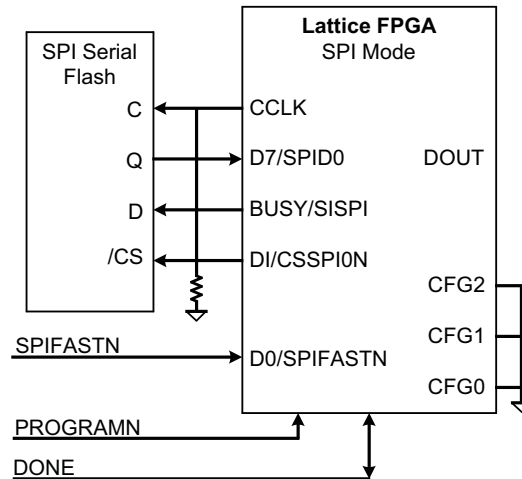 Lattice FPGA
SPI Mode
SPI Serial
Flash
C
CCLK
Q
D7/SPID0
DOUT
D
BUSY/SISPI
/CS
DI/CSSPI0N
CFG2
CFG1
SPIFASTN
D0/SPIFASTN
CFG0
PROGRAMN
DONE